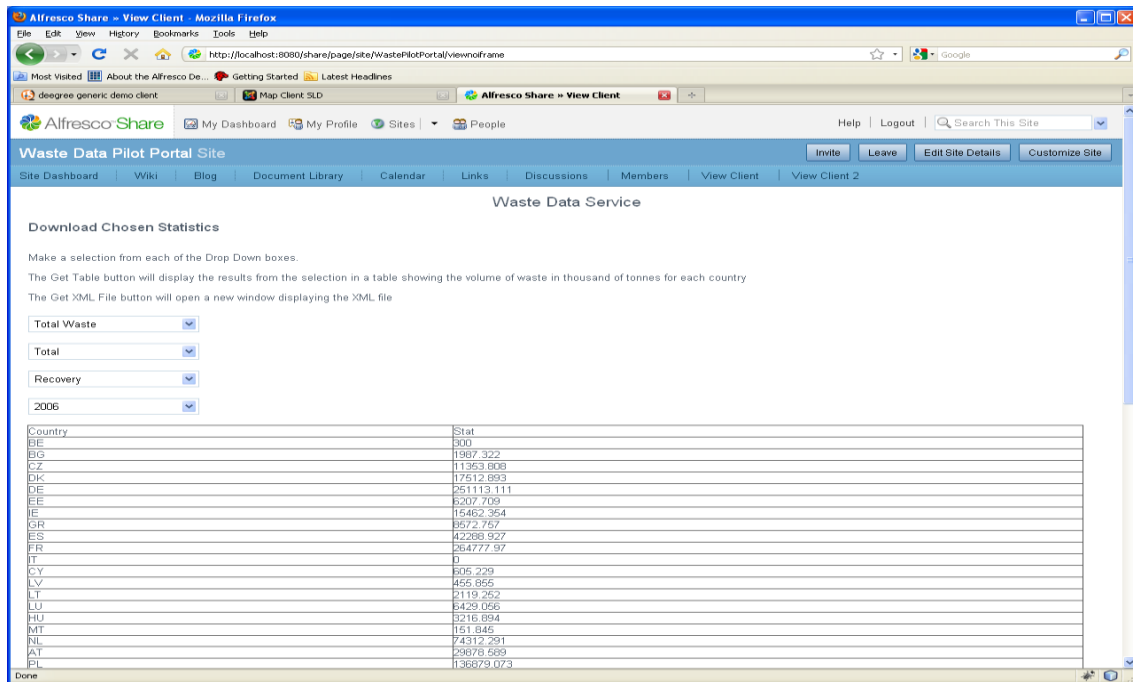 Alfresco Share » View Client - Mozilla Firefox
File Edit View History Bookmarks Tools Help
http://localhost:8080/share/page/site/WastePilotPortal/viewnoiframe
Google
Most Visited About the Alfresco De... Getting Started Latest Headlines
deegree generic demo client Map Client SLD Alfresco Share » View Client
Alfresco Share My Dashboard My Profile Sites People Help Logout Search This Site
Waste Data Pilot Portal Site Invite Leave Edit Site Details Customize Site
Site Dashboard Wiki Blog Document Library Calendar Links Discussions Members View Client View Client 2
Waste Data Service
Download Chosen Statistics
Make a selection from each of the Drop Down boxes.
The Get Table button will display the results from the selection in a table showing the volume of waste in thousand of tonnes for each country
The Get XML File button will open a new window displaying the XML file
Total Waste
Total
Recovery
2006
Country Stat
BE 300
BG 1987.322
CZ 11353.808
DK 17512.893
DE 251113.111
EE 6207.709
IE 15462.354
GR 8572.757
ES 42288.927
FR 264777.97
IT 0
CY 605.229
LV 455.855
LT 2119.252
LU 6429.056
HU 3216.894
MT 151.845
NL 74312.291
AT 29878.589
PL 136879.073
Done